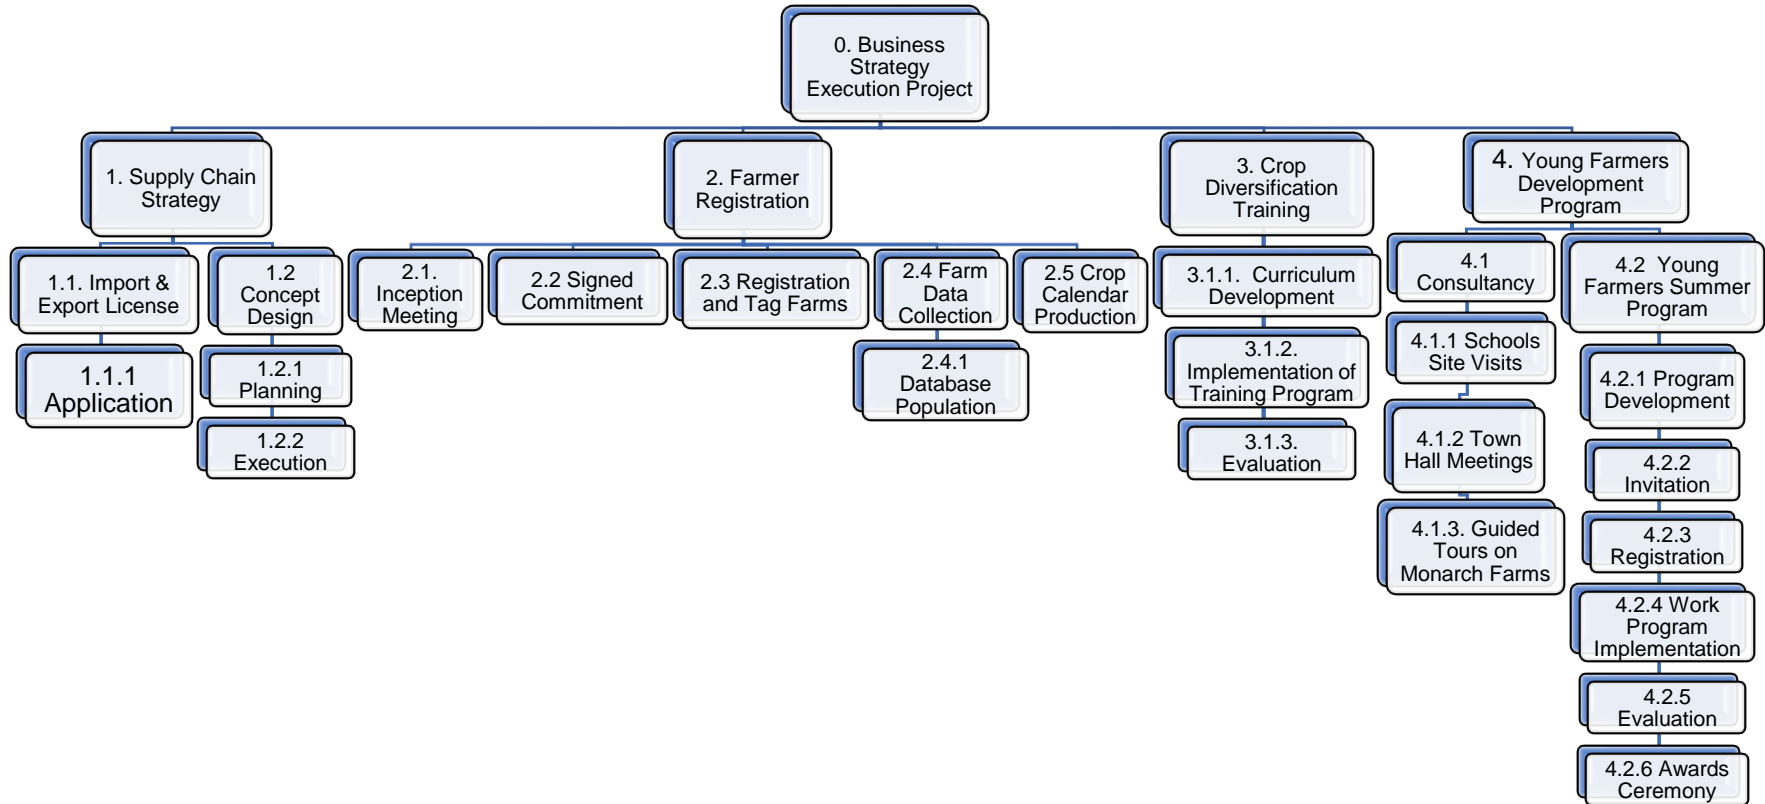 0. Business
Strategy
Execution Project
1. Supply Chain
Strategy
2. Farmer
Registration
3. Crop
Diversification
Training
4. Young Farmers
Development
Program
1.1. Import &
Export License
1.2
Concept
Design
2.1.
Inception
Meeting
2.2 Signed
Commitment
2.3 Registration
and Tag Farms
2.4 Farm
Data
Collection
2.5 Crop
Calendar
Production
3.1.1. Curriculum
Development
4.1
Consultancy
4.2 Young
Farmers Summer
Program
1.1.1
Application
1.2.1
Planning
1.2.2
Execution
2.4.1
Database
Population
3.1.2.
Implementation of
Training Program
3.1.3.
Evaluation
4.1.1 Schools
Site Visits
4.1.2 Town
Hall Meetings
4.1.3. Guided
Tours on
Monarch Farms
4.2.1 Program
Development
4.2.2
Invitation
4.2.3
Registration
4.2.4 Work
Program
Implementation
4.2.5
Evaluation
4.2.6 Awards
Ceremony